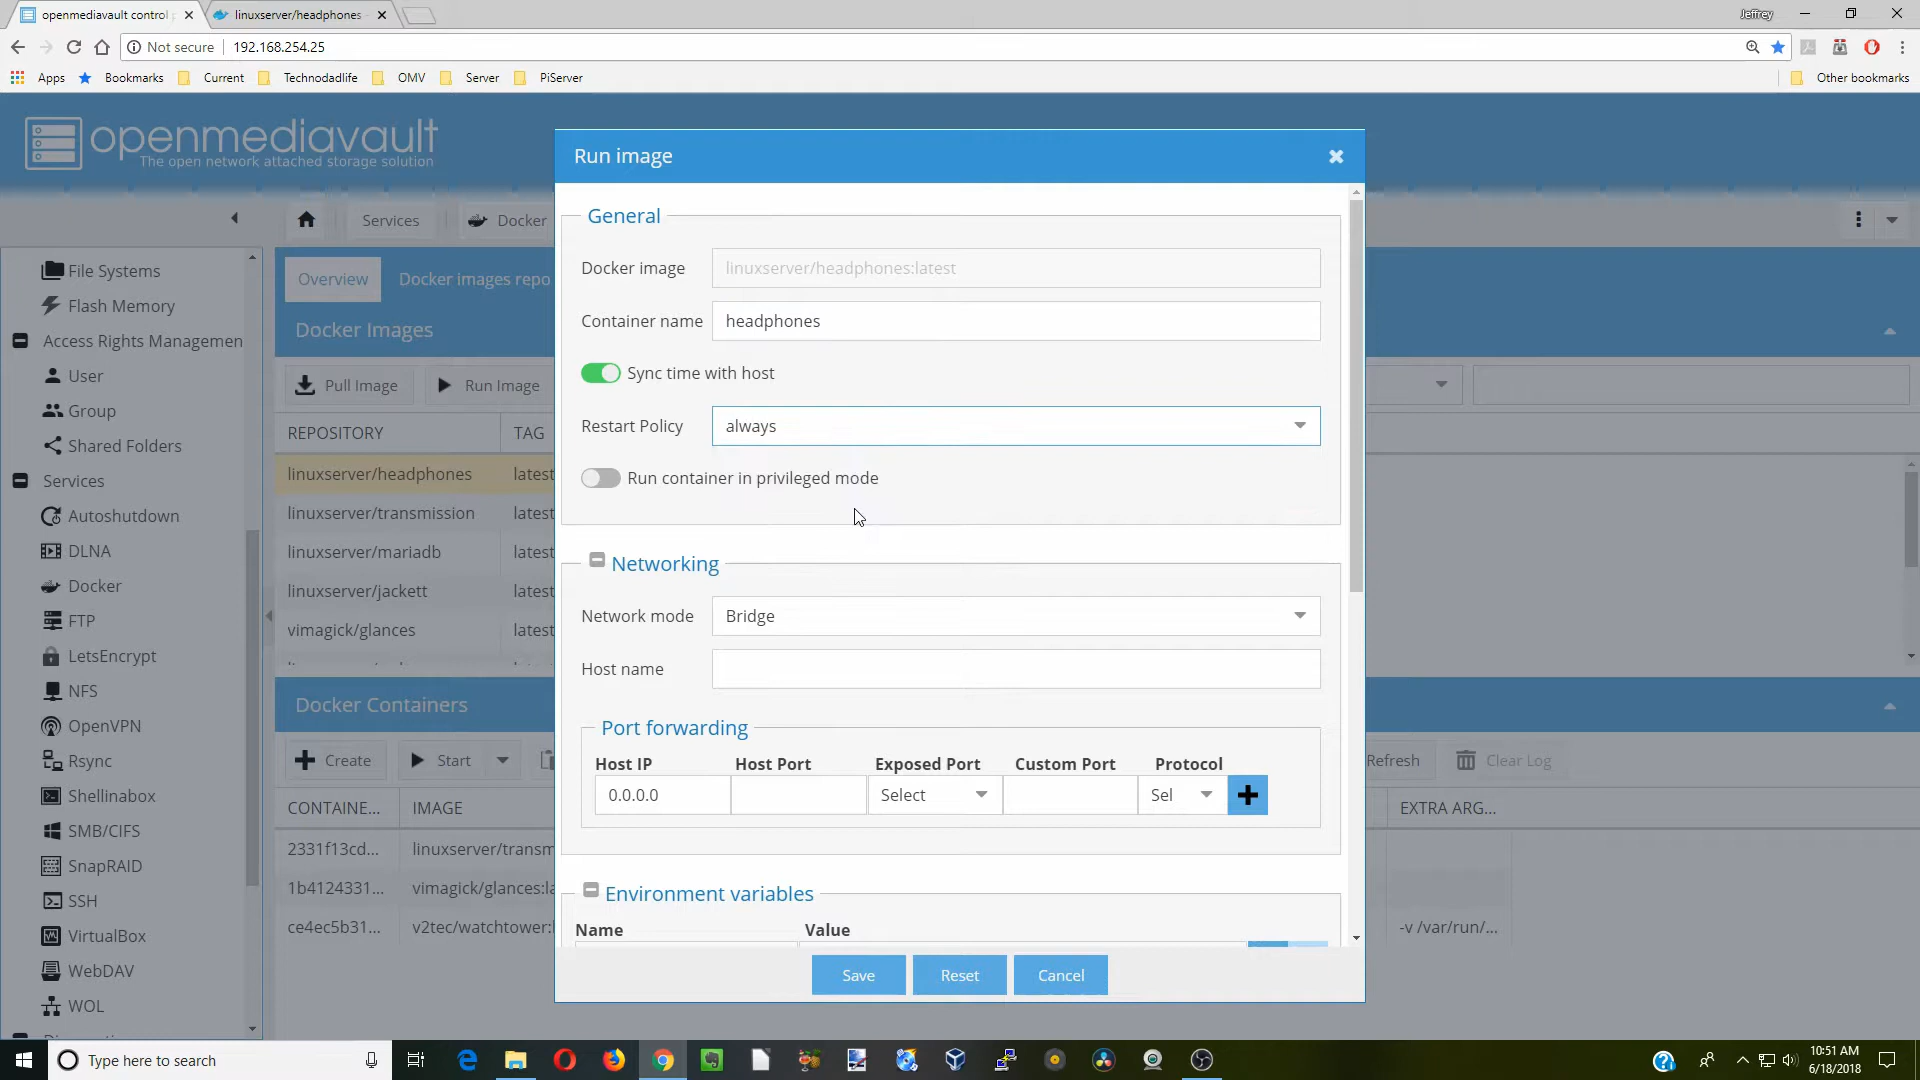 openmediavault control
linuxserver/headphones
Jeffrey
Not secure
192.168.254.25
Apps
Bookmarks
Current
Technodadlife
OMV
Server
PiServer
Other bookmarks
openmediavault
The open network attached storage solution
Services
Docker
File Systems
Flash Memory
Access Rights Managemen
User
Group
Shared Folders
Services
Autoshutdown
DLNA
Docker
FTP
LetsEncrypt
NFS
OpenVPN
Rsync
Shellinabox
SMB/CIFS
SnapRAID
SSH
VirtualBox
WebDAV
WOL
Overview
Docker images repo
Docker Images
Pull Image
Run Image
REPOSITORY
TAG
linuxserver/headphones
latest
linuxserver/transmission
latest
linuxserver/mariadb
latest
linuxserver/jackett
latest
vimagick/glances
latest
Docker Containers
Create
Start
Refresh
Clear Log
CONTAINE...
IMAGE
EXTRA ARG...
2331f13cd...
linuxserver/transm
1b4124331...
vimagick/glances:la
ce4ec5b31...
v2tec/watchtower:
-v /var/run/...
Run image
General
Docker image
linuxserver/headphones:latest
Container name
headphones
Sync time with host
Restart Policy
always
Run container in privileged mode
Networking
Network mode
Bridge
Host name
Port forwarding
Host IP
Host Port
Exposed Port
Custom Port
Protocol
0.0.0.0
Select
Sel
Environment variables
Name
Value
Save
Reset
Cancel
Type here to search
10:51 AM
6/18/2018